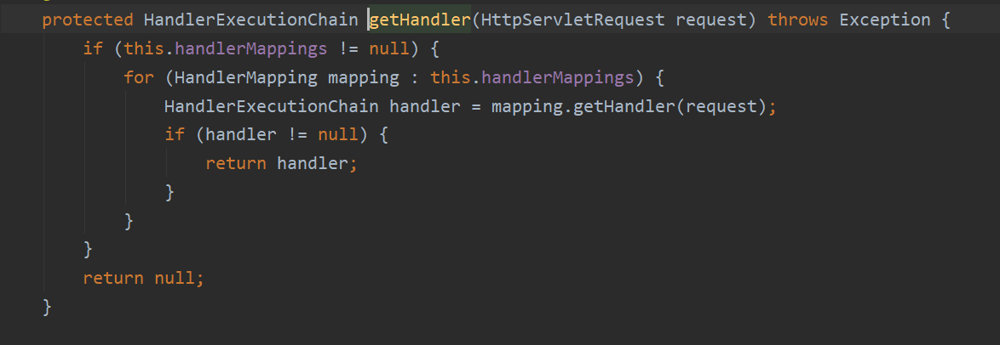 protected HandlerExecutionChain getHandler(HttpServletRequest request) throws Exception {
    if (this.handlerMappings != null) {
        for (HandlerMapping mapping : this.handlerMappings) {
            HandlerExecutionChain handler = mapping.getHandler(request);
            if (handler != null) {
                return handler;
            }
        }
    }
    return null;
}